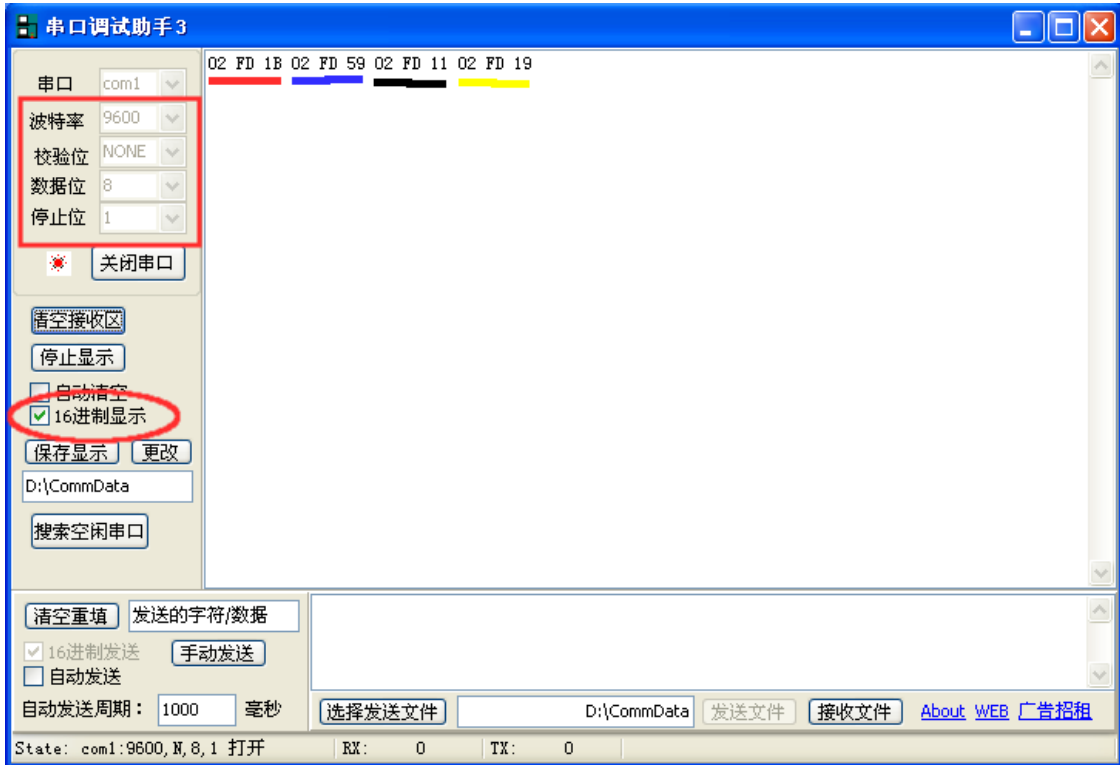 串口调试助手3
02 FD 1B 02 FD 59 02 FD 11 02 FD 19
串口 com1
波特率 9600
校验位 NONE
数据位 8
停止位 1
关闭串口
清空接收区
停止显示
自动清空
16进制显示
保存显示 更改
D:\CommData
搜索空闲串口
清空重填 发送的字符/数据
16进制发送 手动发送
自动发送
自动发送周期: 1000 毫秒 选择发送文件 D:\CommData 发送文件 接收文件 About WEB 广告招租
State: com1:9600,N,8,1 打开 RX: 0 TX: 0